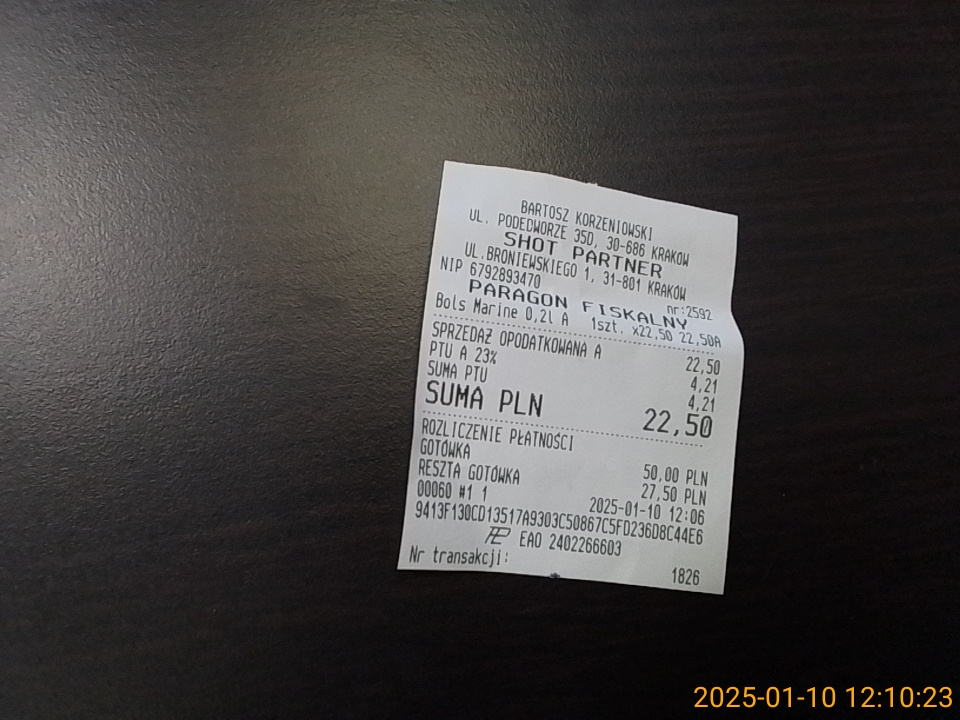 BARTOSZ KORZENIOWSKI
UL. PODEDWORZE 35D, 30-686 KRAKÓW
SHOT PARTNER
UL.BRONIEWSKIEGO 1, 31-801 KRAKÓW
NIP 6792893470 nr:2592
PARAGON FISKALNY
Bols Marine 0,2l A 1szt. x22,50 22,50A
SPRZEDAŻ OPODATKOWANA A 22,50
PTU A 23% 4,21
SUMA PTU 4,21
SUMA PLN 22,50
ROZLICZENIE PŁATNOŚCI
GOTÓWKA 50,00 PLN
RESZTA GOTÓWKA 27,50 PLN
00060 #1 1 2025-01-10 12:06
9413F130CD13517A9303C50867C5FD236D8C44E6
EAO 2402266603
Nr transakcji: 1826
2025-01-10 12:10:23